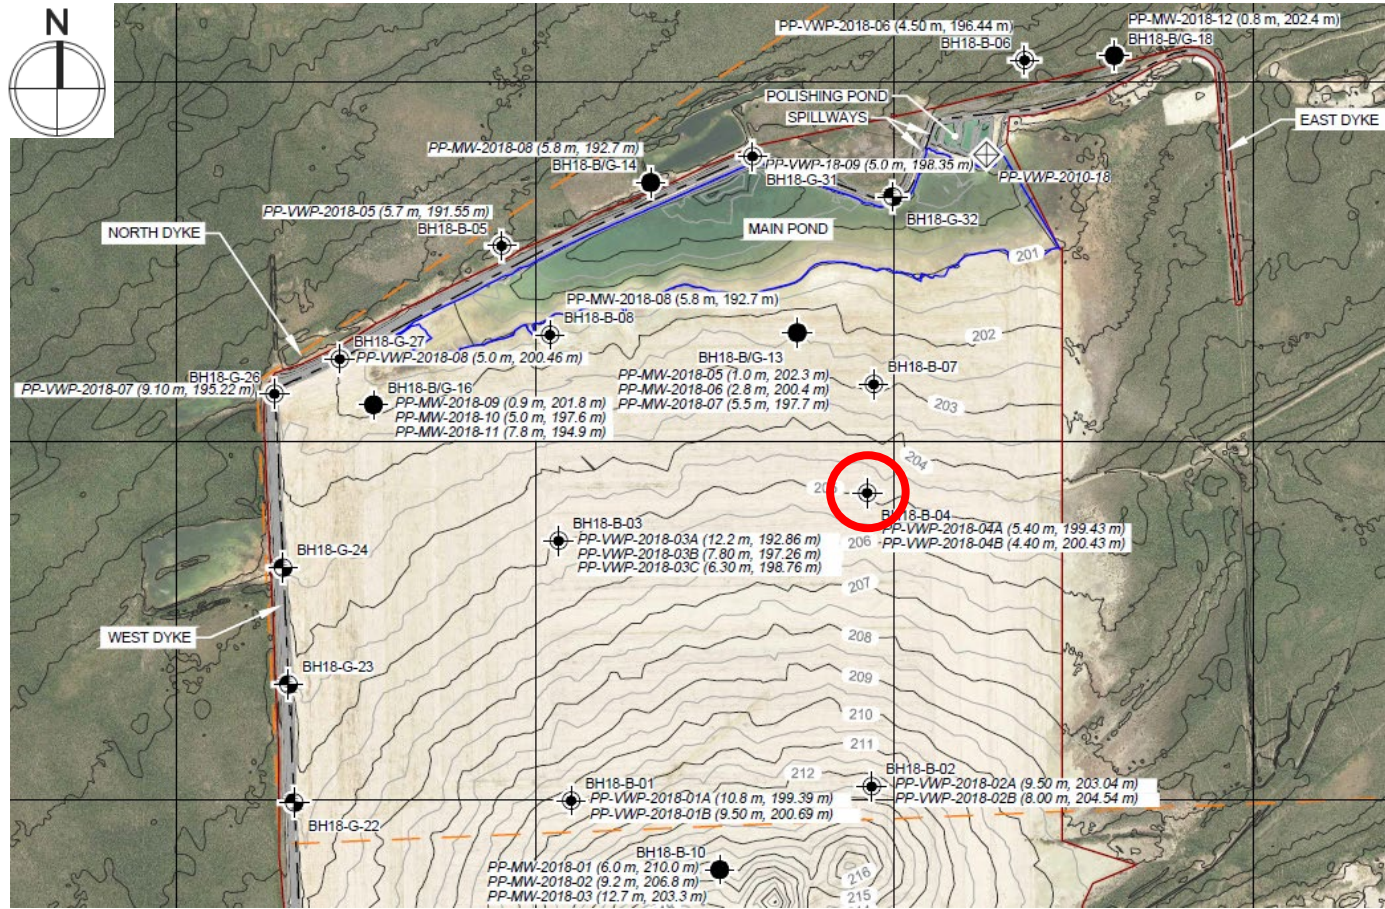 N
PP-VWP-2018-06 (4.50 m, 196.44 m)
BH18-B-06
PP-MW-2018-12 (0.8 m, 202.4 m)
BH18-B/G-18
POLISHING POND
SPILLWAYS
EAST DYKE
PP-MW-2018-08 (5.8 m, 192.7 m)
BH18-B/G-14
PP-VWP-18-09 (5.0 m, 198.35 m)
BH18-G-31
PP-VWP-2010-18
BH18-G-32
PP-VWP-2018-05 (5.7 m, 191.55 m)
BH18-B-05
NORTH DYKE
MAIN POND
201
PP-MW-2018-08 (5.8 m, 192.7 m)
BH18-B-08
202
BH18-G-27
PP-VWP-2018-08 (5.0 m, 200.46 m)
BH18-G-26
PP-VWP-2018-07 (9.10 m, 195.22 m)
BH18-B/G-16
PP-MW-2018-09 (0.9 m, 201.8 m)
PP-MW-2018-10 (5.0 m, 197.6 m)
PP-MW-2018-11 (7.8 m, 194.9 m)
BH18-B/G-13
PP-MW-2018-05 (1.0 m, 202.3 m)
PP-MW-2018-06 (2.8 m, 200.4 m)
PP-MW-2018-07 (5.5 m, 197.7 m)
BH18-B-07
203
204
BH18-B-04
PP-VWP-2018-04A (5.40 m, 199.43 m)
PP-VWP-2018-04B (4.40 m, 200.43 m)
BH18-B-03
PP-VWP-2018-03A (12.2 m, 192.86 m)
PP-VWP-2018-03B (7.80 m, 197.26 m)
PP-VWP-2018-03C (6.30 m, 198.76 m)
206
BH18-G-24
207
WEST DYKE
208
BH18-G-23
209
210
211
212
BH18-B-01
PP-VWP-2018-01A (10.8 m, 199.39 m)
PP-VWP-2018-01B (9.50 m, 200.69 m)
BH18-B-02
PP-VWP-2018-02A (9.50 m, 203.04 m)
PP-VWP-2018-02B (8.00 m, 204.54 m)
BH18-G-22
BH18-B-10
PP-MW-2018-01 (6.0 m, 210.0 m)
PP-MW-2018-02 (9.2 m, 206.8 m)
PP-MW-2018-03 (12.7 m, 203.3 m)
216
215